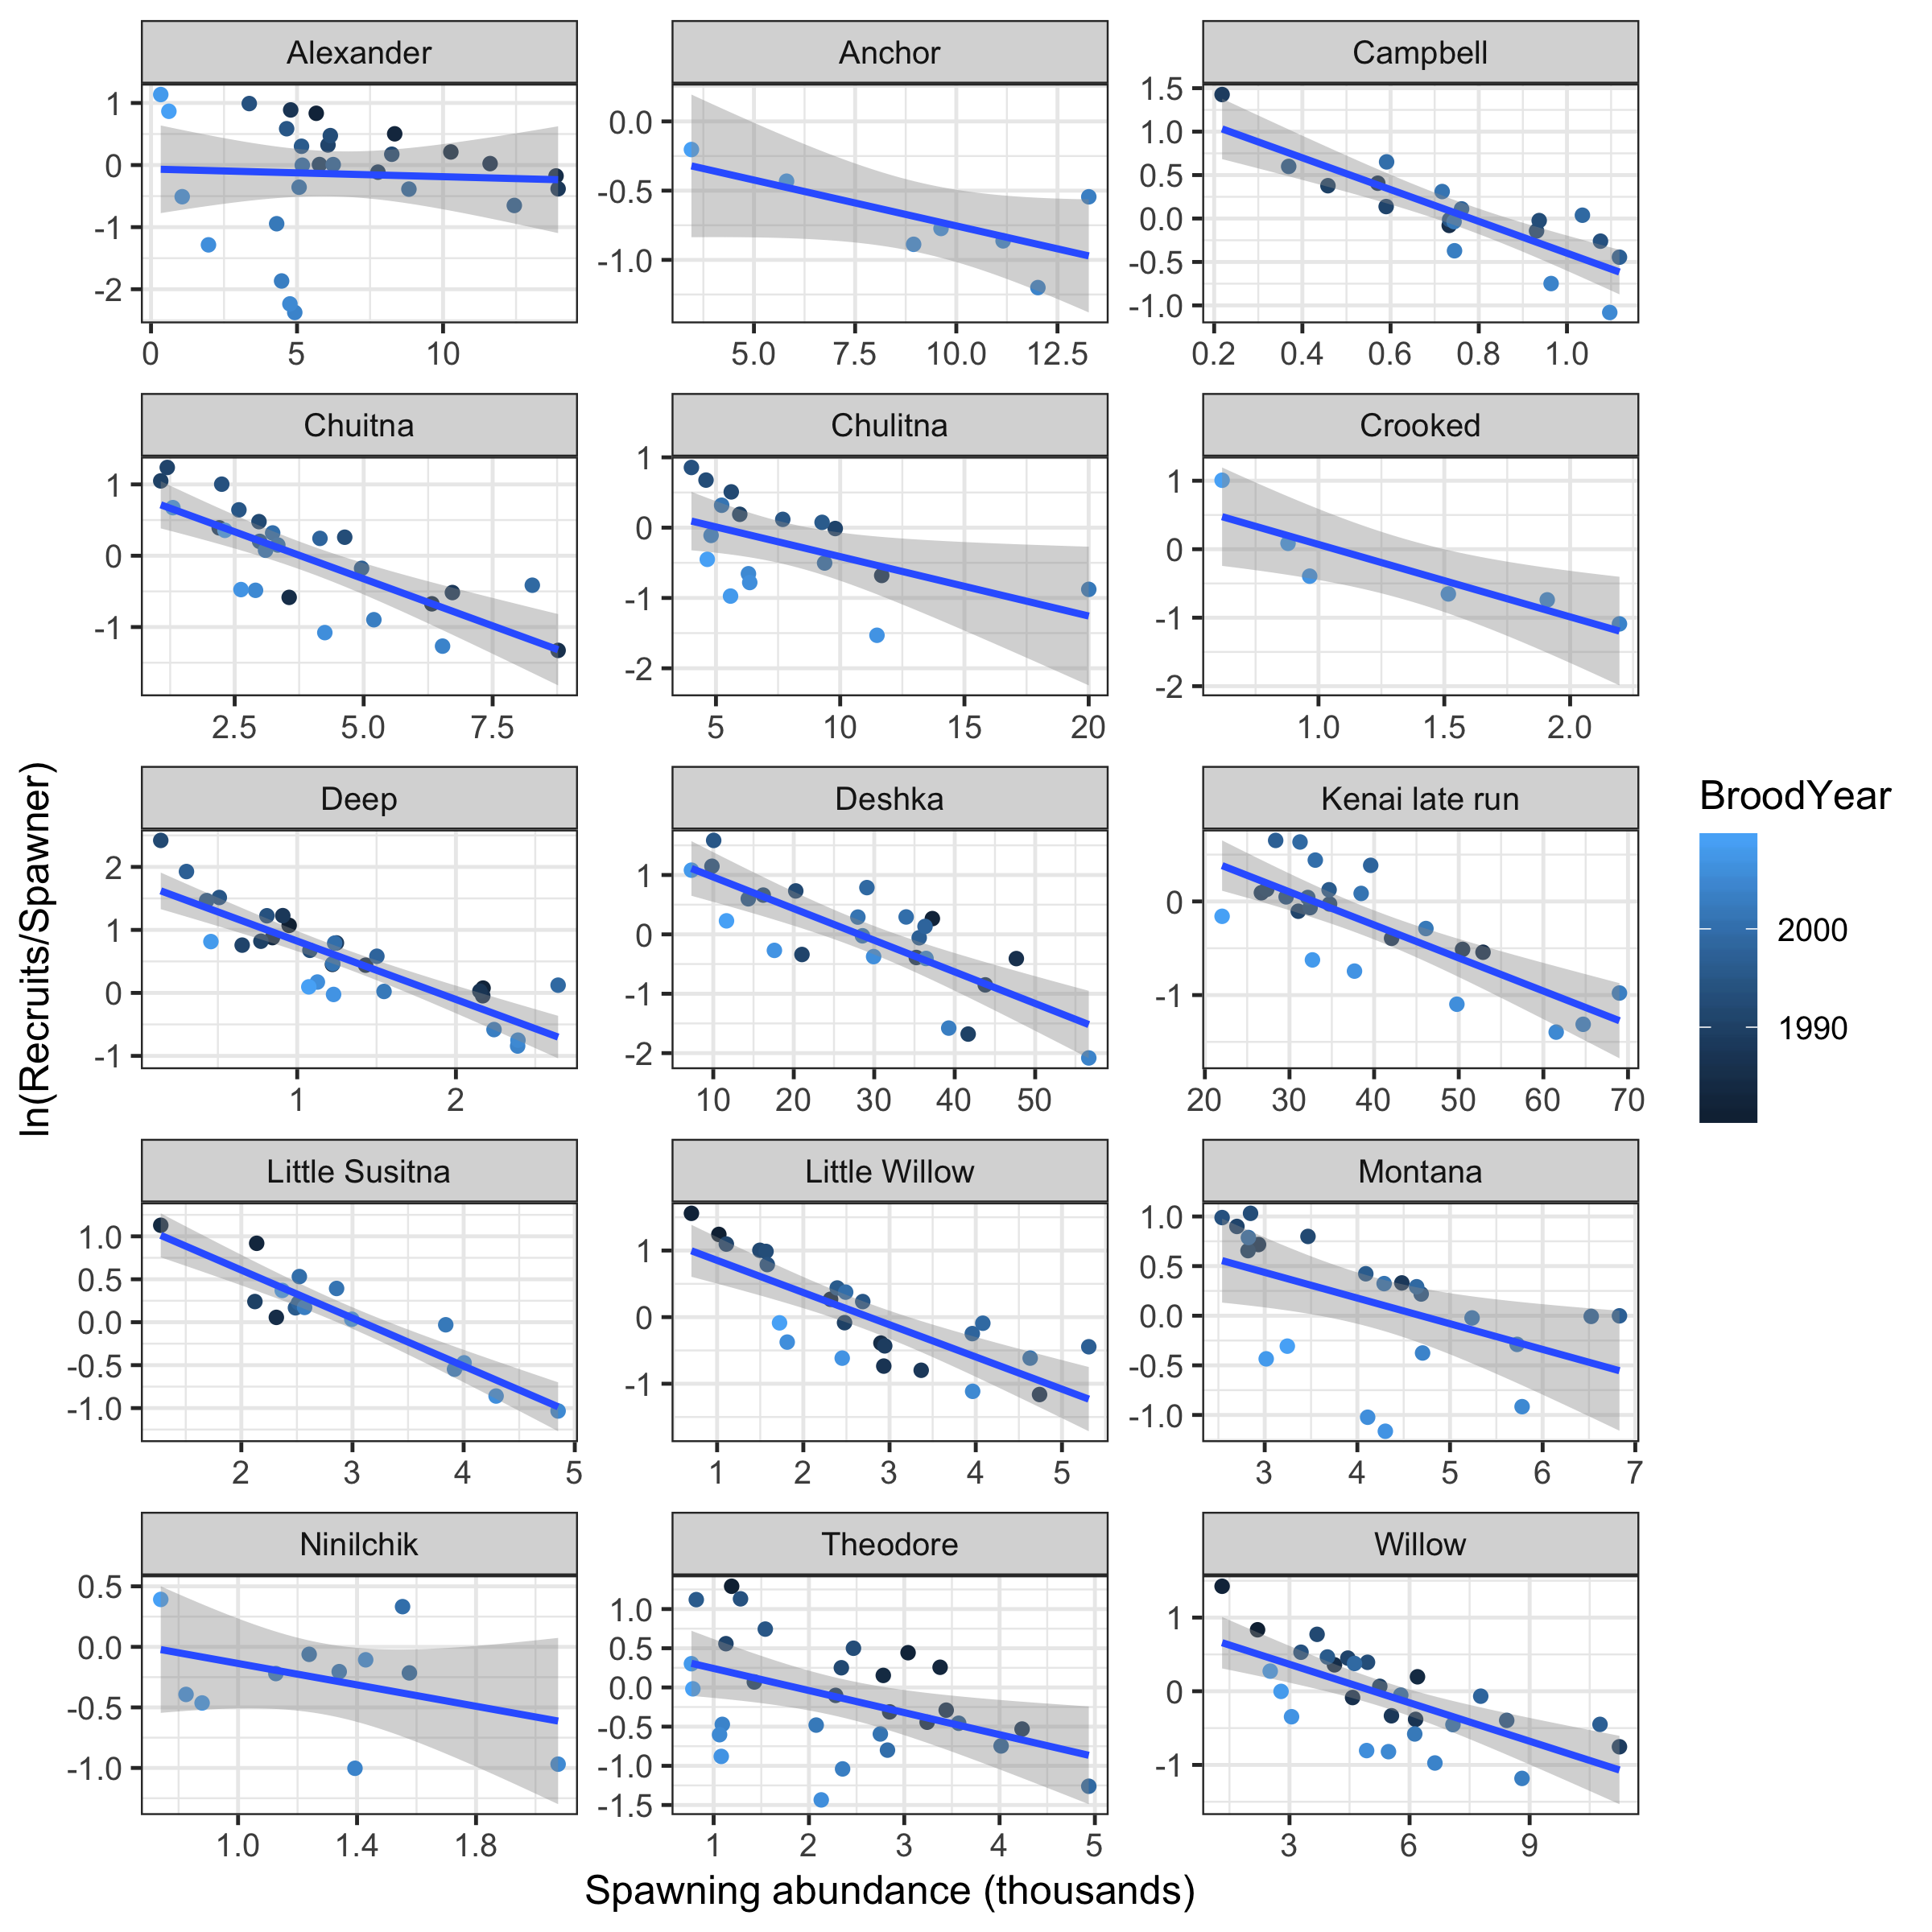 Alexander Anchor Campbell
1 0 -1 -2
0.0 -0.5 -1.0
1.5 1.0 0.5 0.0 -0.5 -1.0
0 5 10
5.0 7.5 10.0 12.5
0.2 0.4 0.6 0.8 1.0
Chuitna Chulitna Crooked
1 0 -1
1 0 -1 -2
1 0 -1 -2
2.5 5.0 7.5
5 10 15 20
1.0 1.5 2.0
Deep Deshka Kenai late run
2 1 0 -1
1 0 -1 -2
0 -1
1 2
10 20 30 40 50
20 30 40 50 60 70
Little Susitna Little Willow Montana
1.0 0.5 0.0 -0.5 -1.0
1 0 -1
1.0 0.5 0.0 -0.5 -1.0
2 3 4 5
1 2 3 4 5
3 4 5 6 7
Ninilchik Theodore Willow
0.5 0.0 -0.5 -1.0
1.0 0.5 0.0 -0.5 -1.0 -1.5
1 0 -1
1.0 1.4 1.8
1 2 3 4 5
3 6 9
Spawning abundance (thousands)
ln(Recruits/Spawner)
BroodYear
2000
1990